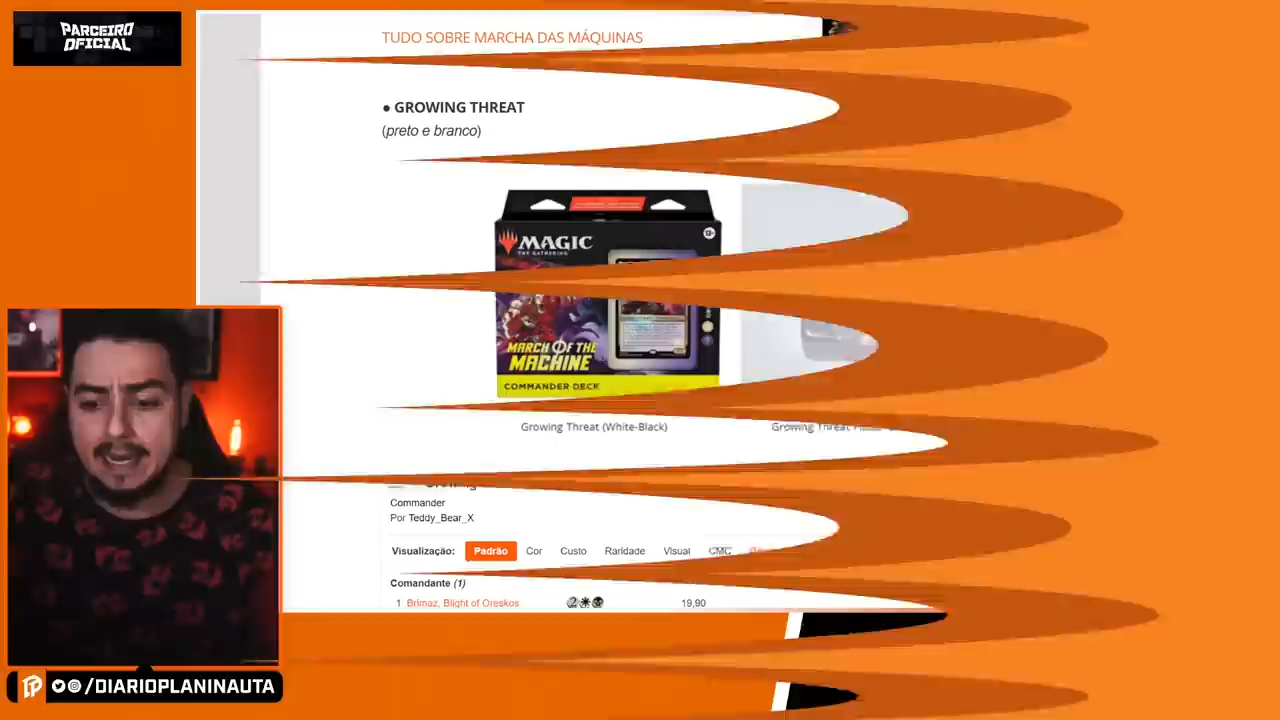 PARCEIRO
OFICIAL
TUDO SOBRE MARCHA DAS MÁQUINAS
● GROWING THREAT
(preto e branco)
MAGIC
THE GATHERING
MARCH OF THE
MACHINE
COMMANDER DECK
Growing Threat (White-Black)
Growing Threat
Commander
Por Teddy_Bear_X
Visualização: Padrão Cor Custo Raridade Visual CMC
Comandante (1)
1 Brimaz, Blight of Oreskos 19,90
/DIARIOPLANINAUTA